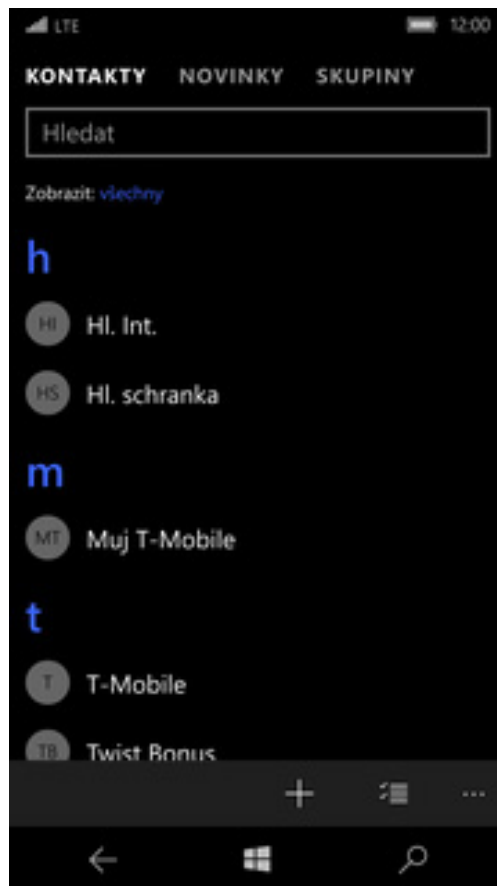 LTE 12:00
KONTAKTY NOVINKY SKUPINY
Hledat
Zobrazit: všechny
h
HI Hl. Int.
HS Hl. schranka
m
MT Muj T-Mobile
t
T T-Mobile
TB Twist Bonus